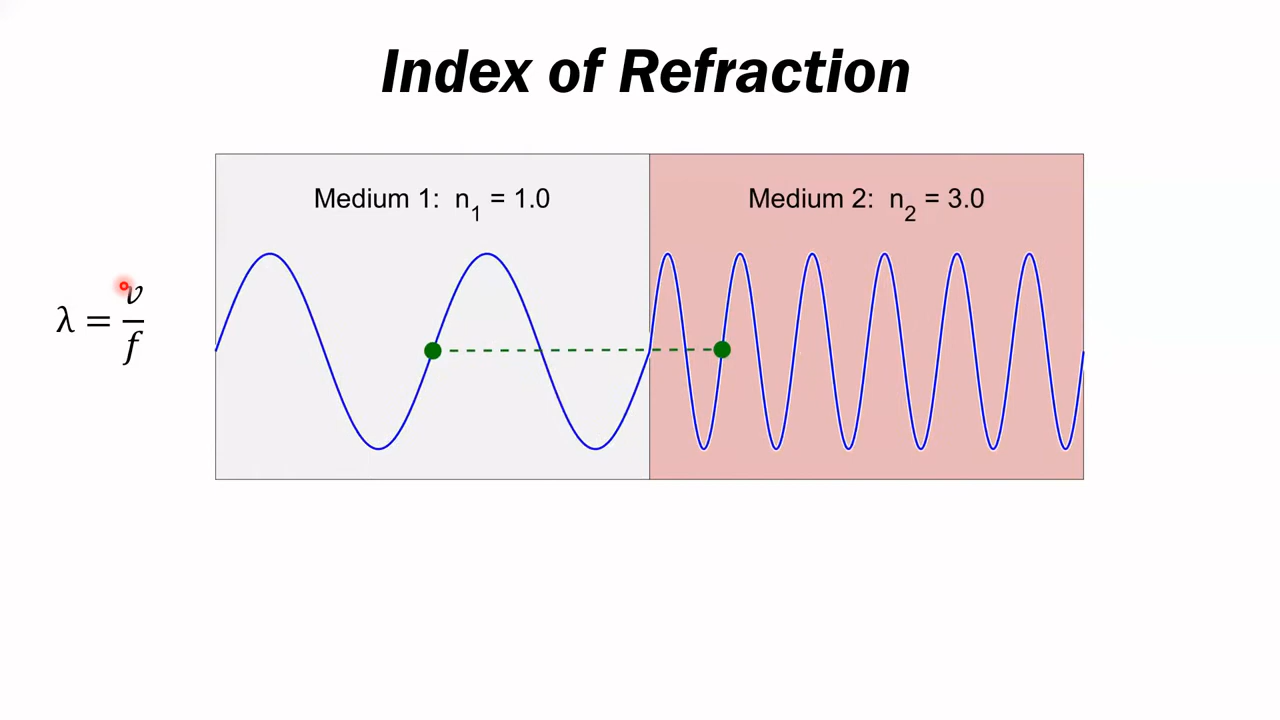 Index of Refraction
Medium 1: n₁ = 1.0
Medium 2: n₂ = 3.0
λ = v/f